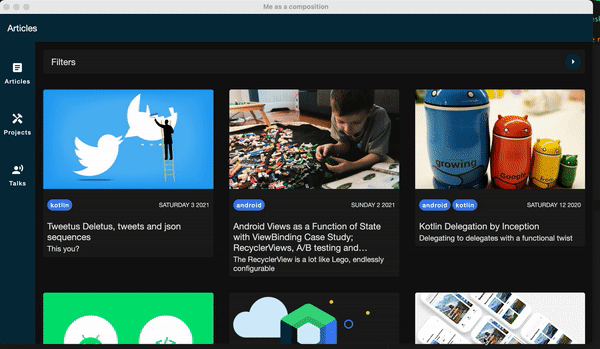 Me as a composition
Articles
Filters
Articles
Projects
Talks
kotlin
SATURDAY 3 2021
Tweetus Deletus, tweets and json
sequences
This you?
android
SUNDAY 2 2021
Android Views as a Function of State
with ViewBinding Case Study;
RecyclerViews, A/B testing and…
The RecyclerView is a lot like Lego, endlessly
configurable
growing
Google
android
kotlin
SATURDAY 12 2020
Kotlin Delegation by Inception
Delegating to delegates with a functional twist